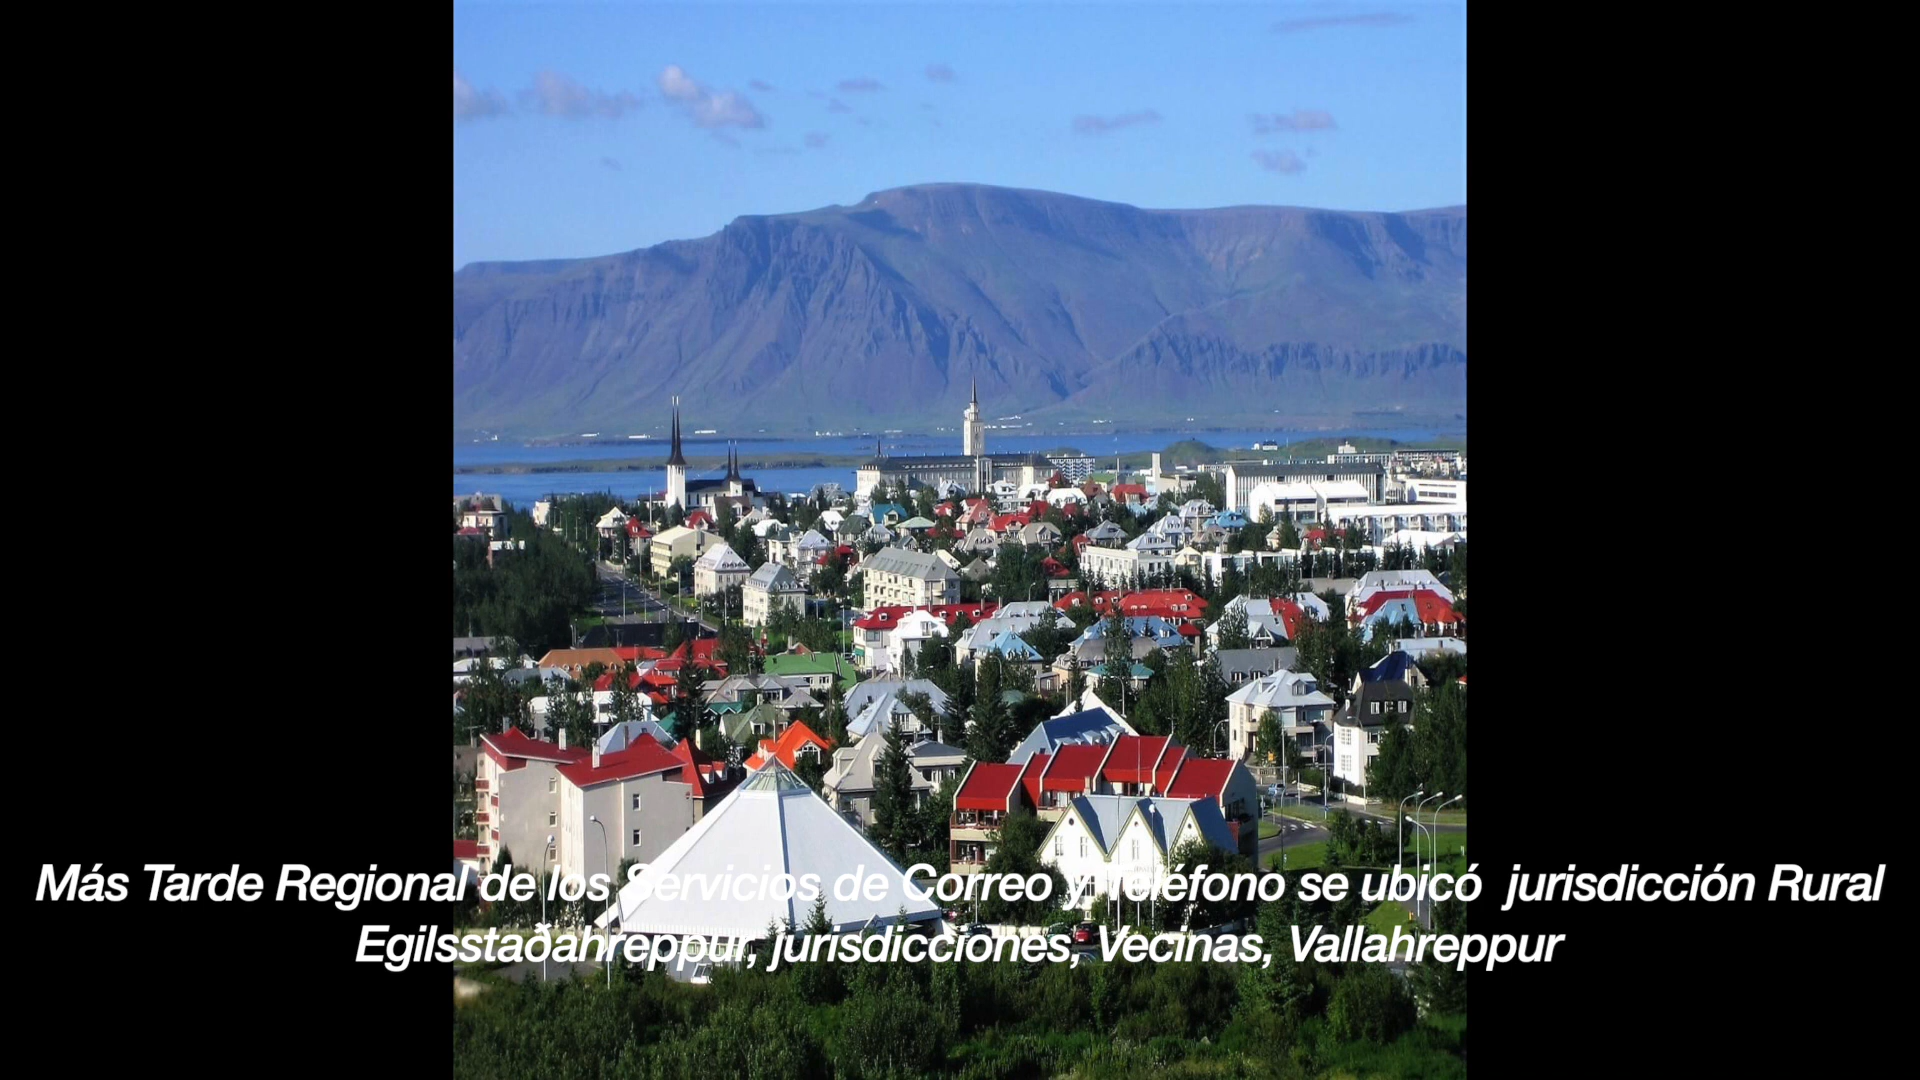 Más Tarde Regional de los Servicios de Correo y Teléfono se ubicó  jurisdicción Rural
Egilsstaðahreppur, jurisdicciones, Vecinas, Vallahreppur